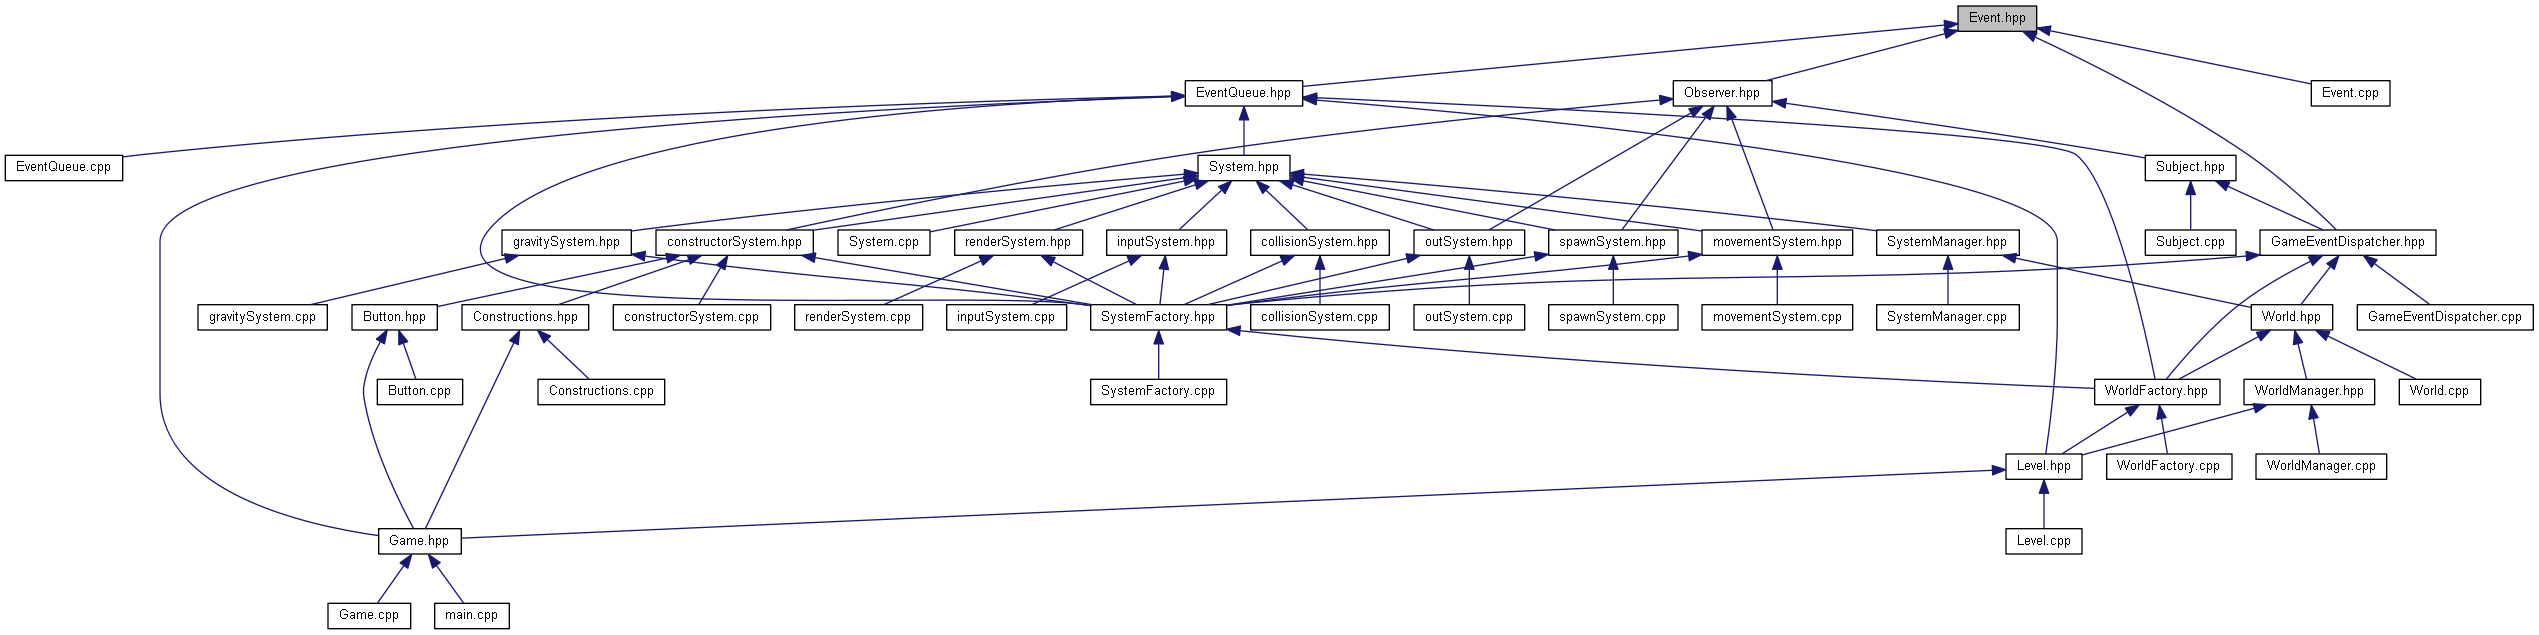 Event.hpp
EventQueue.hpp
Observer.hpp
Event.cpp
EventQueue.cpp
System.hpp
Subject.hpp
gravitySystem.hpp
constructorSystem.hpp
System.cpp
renderSystem.hpp
inputSystem.hpp
collisionSystem.hpp
outSystem.hpp
spawnSystem.hpp
movementSystem.hpp
SystemManager.hpp
Subject.cpp
GameEventDispatcher.hpp
gravitySystem.cpp
Button.hpp
Constructions.hpp
constructorSystem.cpp
renderSystem.cpp
inputSystem.cpp
SystemFactory.hpp
collisionSystem.cpp
outSystem.cpp
spawnSystem.cpp
movementSystem.cpp
SystemManager.cpp
World.hpp
GameEventDispatcher.cpp
Button.cpp
Constructions.cpp
SystemFactory.cpp
WorldFactory.hpp
WorldManager.hpp
World.cpp
Level.hpp
WorldFactory.cpp
WorldManager.cpp
Game.hpp
Level.cpp
Game.cpp
main.cpp